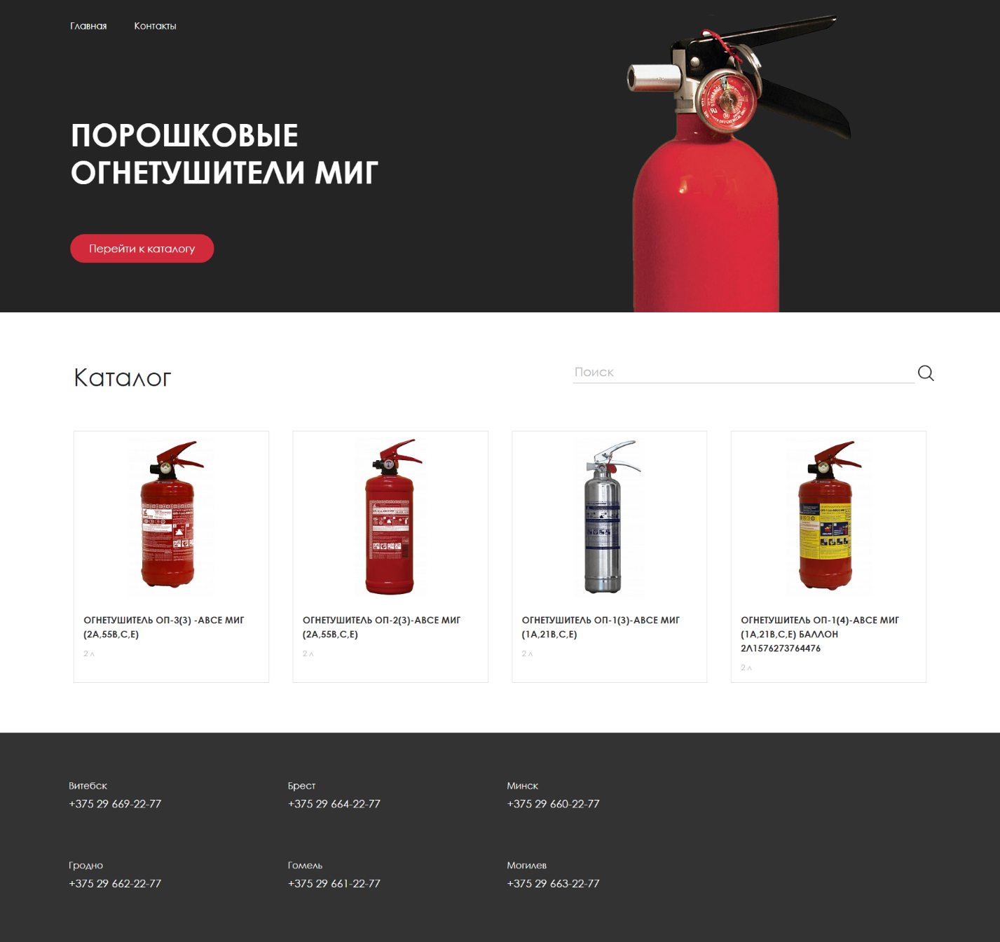 Главная Контакты
ПОРОШКОВЫЕ
ОГНЕТУШИТЕЛИ МИГ
Перейти к каталогу
Каталог
Поиск
ОГНЕТУШИТЕЛЬ ОП-3(3) -АВСЕ МИГ
(2А,55В,С,Е)
2 л
ОГНЕТУШИТЕЛЬ ОП-2(3)-АВСЕ МИГ
(2А,55В,С,Е)
2 л
ОГНЕТУШИТЕЛЬ ОП-1(3)-АВСЕ МИГ
(1А,21В,С,Е)
2 л
ОГНЕТУШИТЕЛЬ ОП-1(4)-АВСЕ МИГ
(1А,21В,С,Е) БАЛЛОН
2Л1576273764476
2 л
Витебск
+375 29 669-22-77
Брест
+375 29 664-22-77
Минск
+375 29 660-22-77
Гродно
+375 29 662-22-77
Гомель
+375 29 661-22-77
Могилев
+375 29 663-22-77